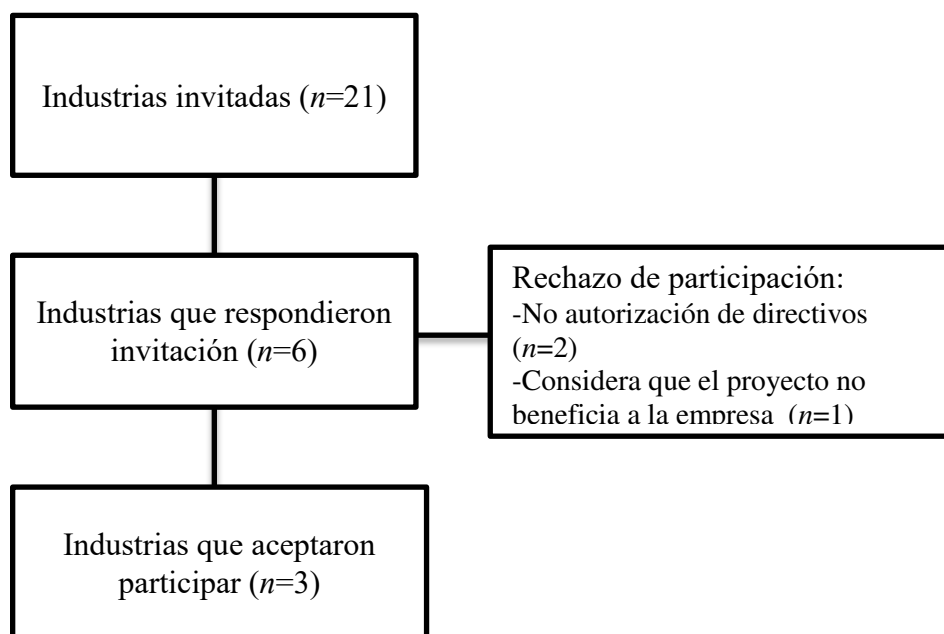 Industrias invitadas (n=21)
Industrias que respondieron
invitación (n=6)
Rechazo de participación:
-No autorización de directivos
(n=2)
-Considera que el proyecto no
beneficia a la empresa (n=1)
Industrias que aceptaron
participar (n=3)